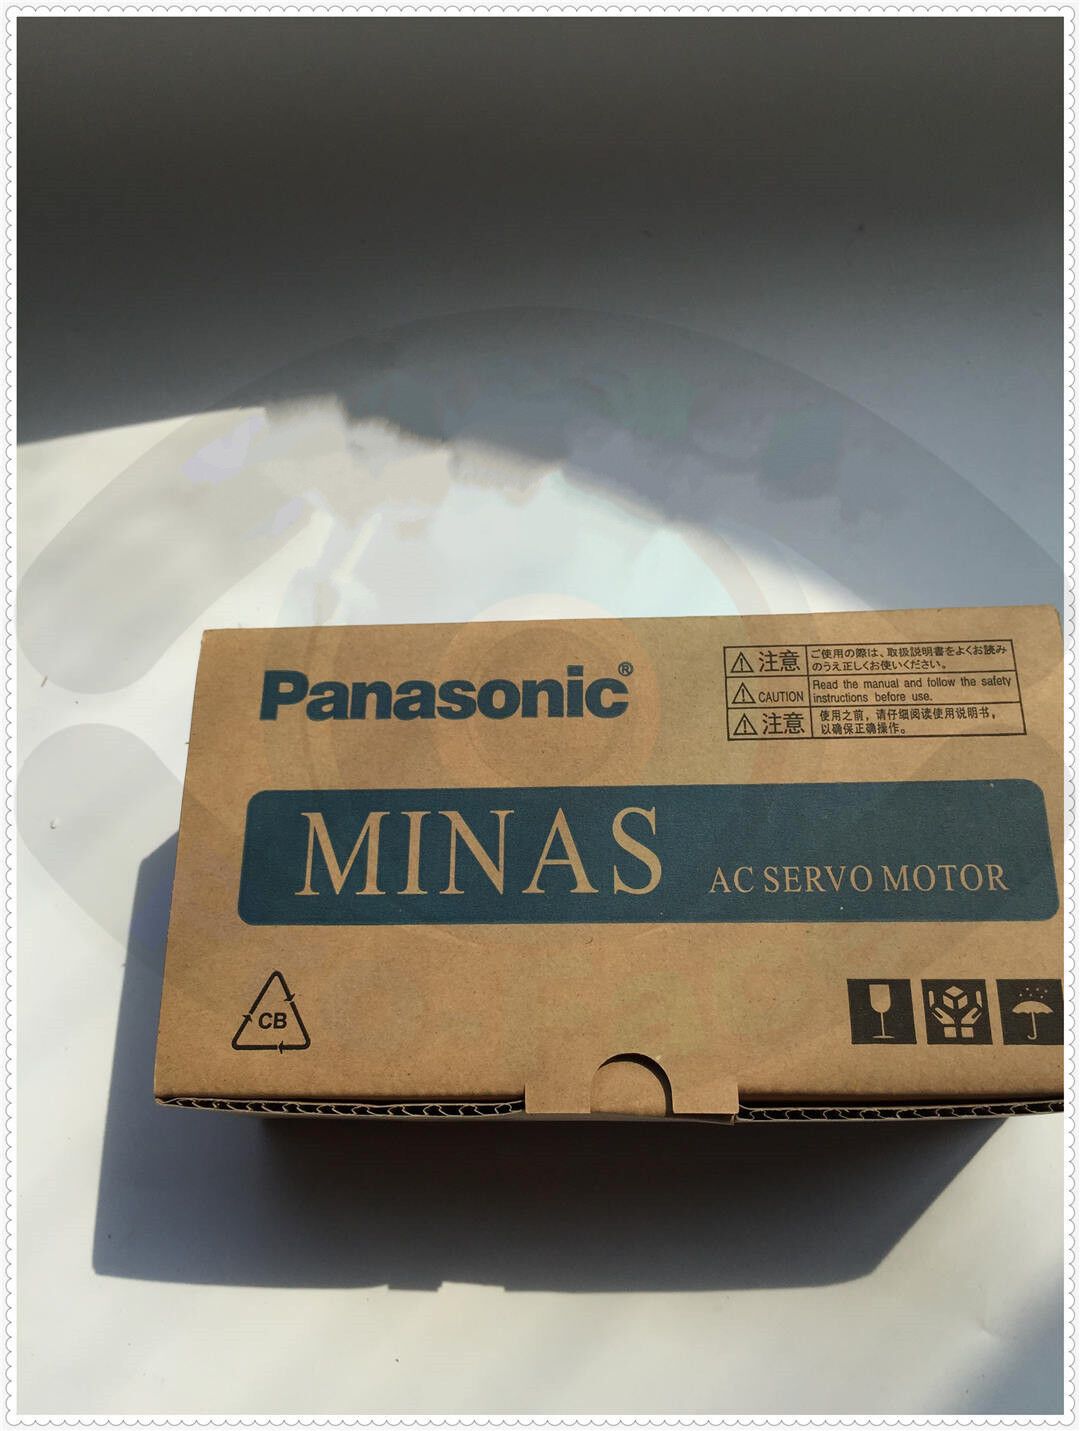 Panasonic®
注意 ご使用の際は、取扱説明書をよくお読み
のうえ正しくお使いください。
CAUTION Read the manual and follow the safety
instructions before use.
注意 使用之前，请仔细阅读使用说明书，
以确保正确操作。
MINAS AC SERVO MOTOR
CB